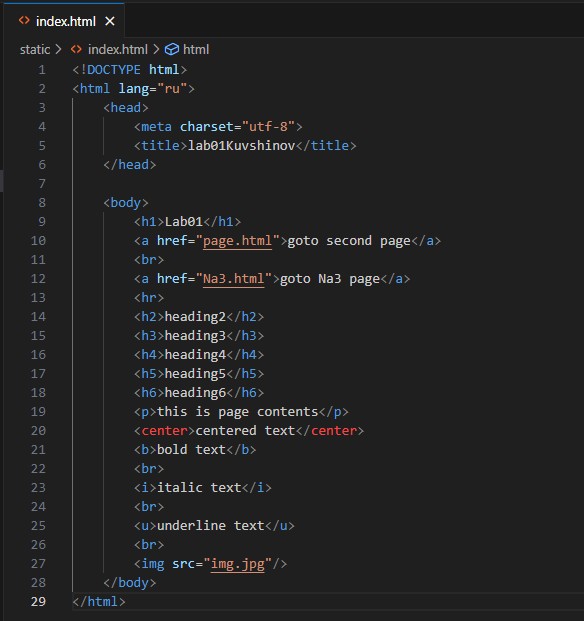 index.html
static > index.html > html
1 <!DOCTYPE html>
2 <html lang="ru">
3     <head>
4         <meta charset="utf-8">
5         <title>lab01Kuvshinov</title>
6     </head>
7
8     <body>
9         <h1>Lab01</h1>
10         <a href="page.html">goto second page</a>
11         <br>
12         <a href="Na3.html">goto Na3 page</a>
13         <hr>
14         <h2>heading2</h2>
15         <h3>heading3</h3>
16         <h4>heading4</h4>
17         <h5>heading5</h5>
18         <h6>heading6</h6>
19         <p>this is page contents</p>
20         <center>centered text</center>
21         <b>bold text</b>
22         <br>
23         <i>italic text</i>
24         <br>
25         <u>underline text</u>
26         <br>
27         <img src="img.jpg"/>
28     </body>
29 </html>